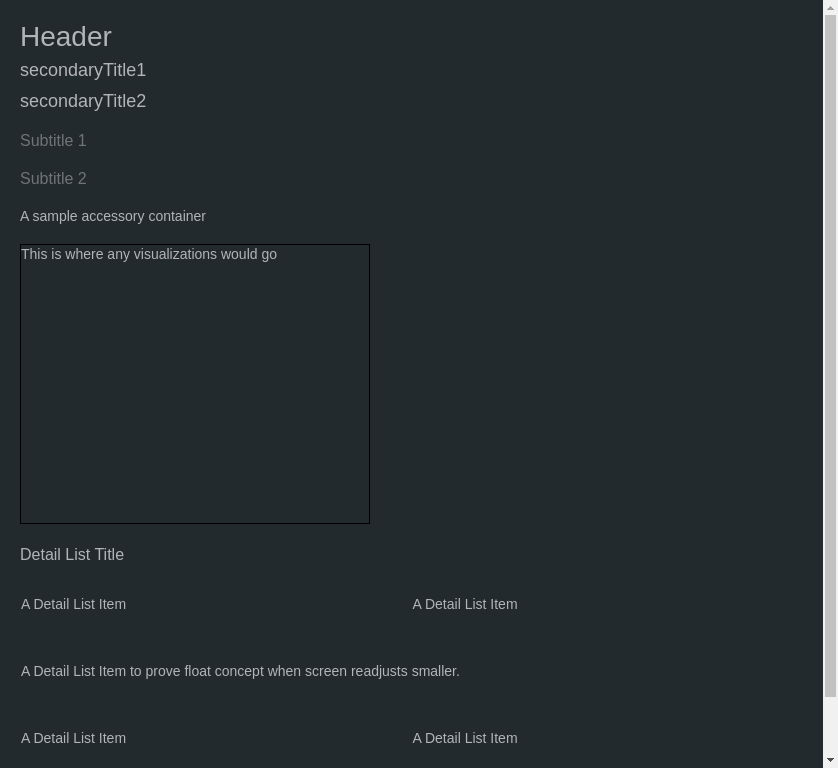 Header
secondaryTitle1
secondaryTitle2
Subtitle 1
Subtitle 2
A sample accessory container
This is where any visualizations would go
Detail List Title
A Detail List Item
A Detail List Item
A Detail List Item to prove float concept when screen readjusts smaller.
A Detail List Item
A Detail List Item